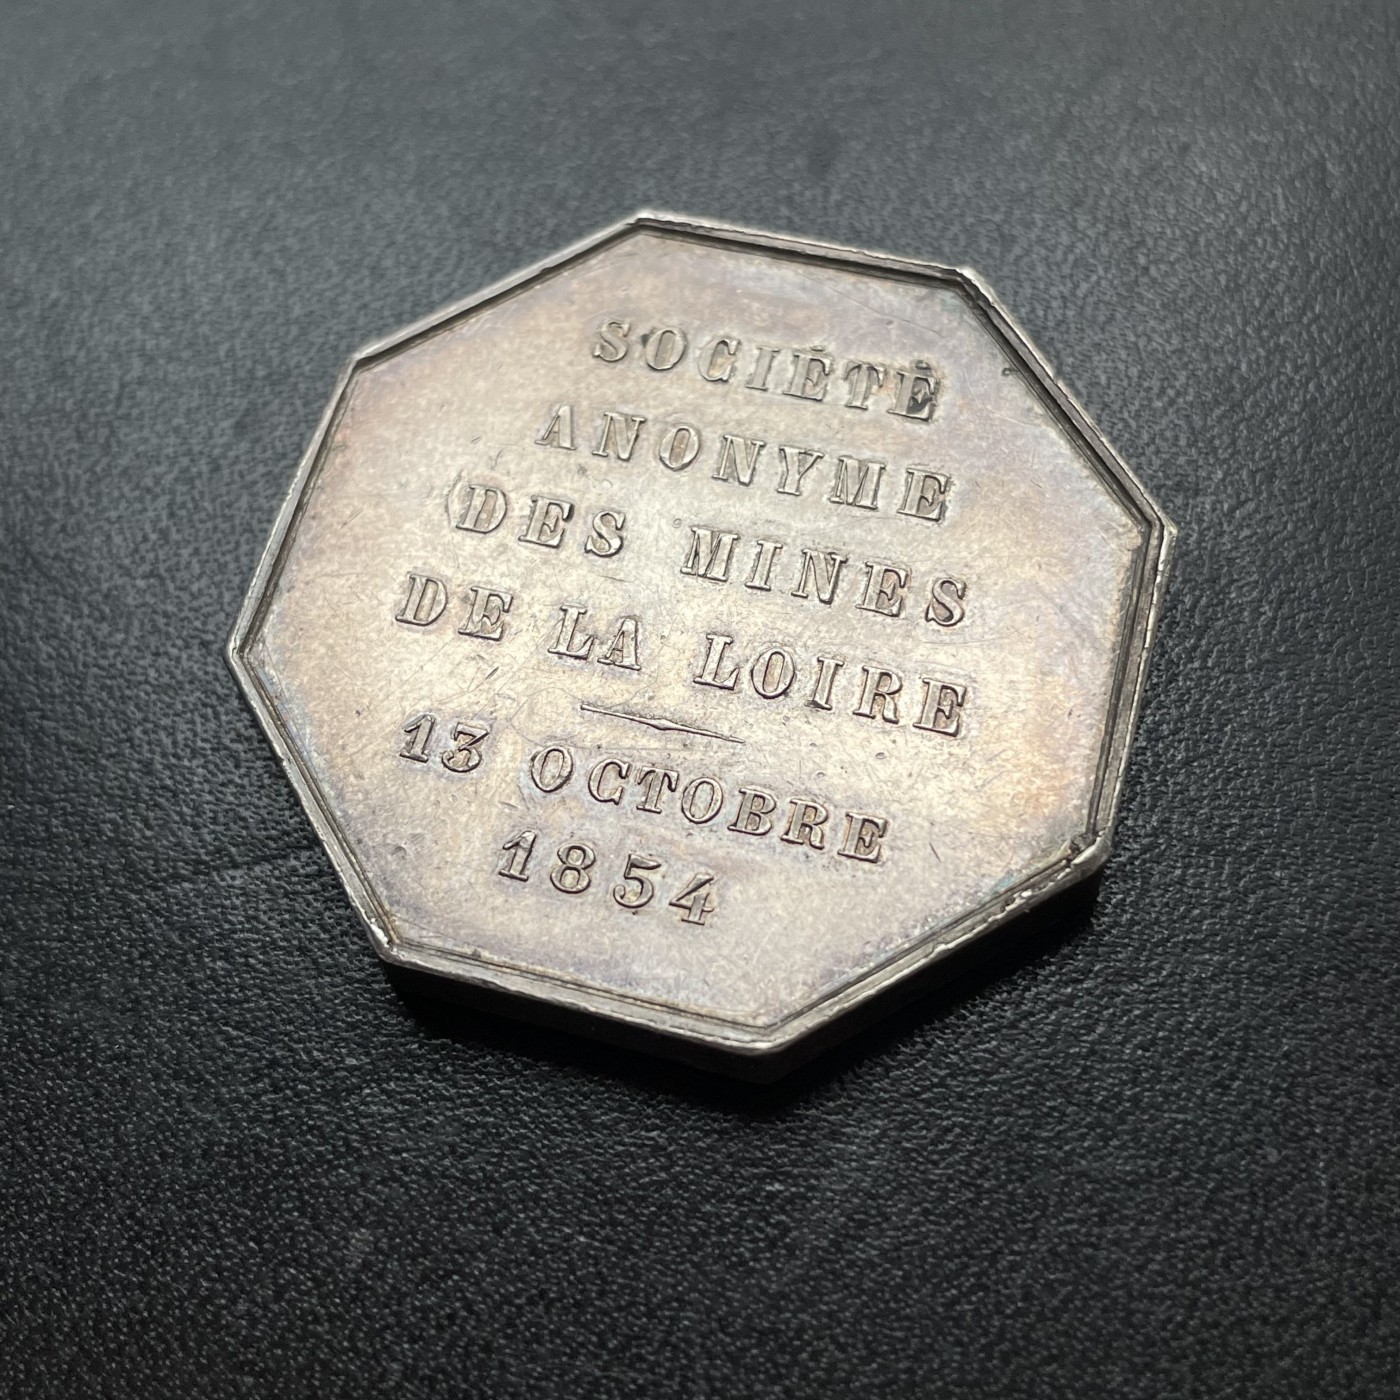 SOCIÉTÉ
ANONYME
DES MINES
DE LA LOIRE
13 OCTOBRE
1854